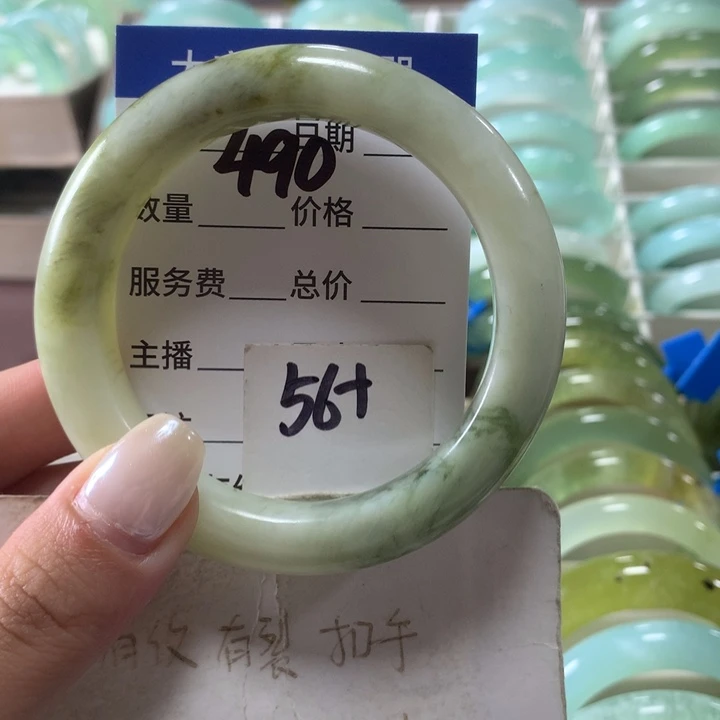 490 日期
数量 价格
服务费 总价
主播
56+
有裂 扣手